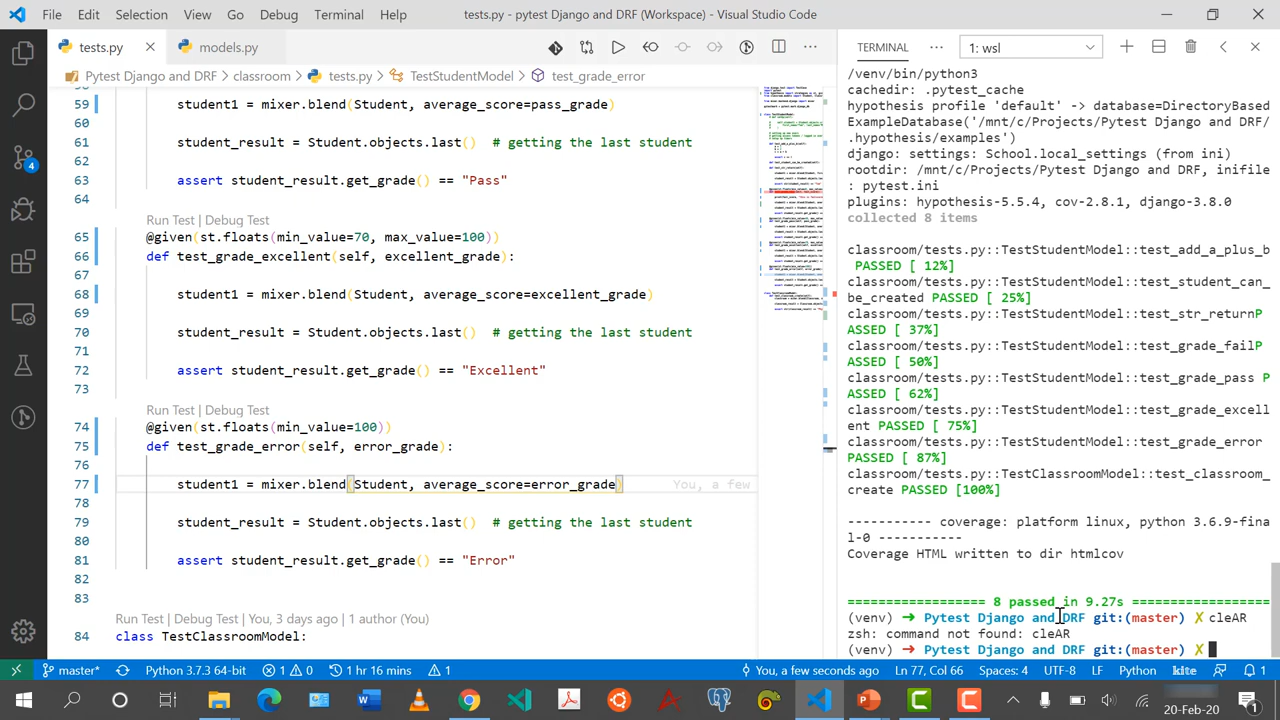 File Edit View Go Debug Terminal Help tests.py - pytest Django and DRF (Workspace) - Visual Studio Code
tests.py models.py
Pytest Django and DRF > classroom > tests.py > TestStudentModel > test_grade_error
student1 = mixer.blend(Student, average_score=pass_grade)
61 student_result = Student.objects.last() # getting the last student
62
63 assert student_result.get_grade() == "Pass"
64
Run Test | Debug Test
65 @given(st.floats(min_value=70, max_value=100))
66 def test_grade_excellent(self, excellent_grade):
67
68 student1 = mixer.blend(Student, average_score=excellent_grade)
69
70 student_result = Student.objects.last() # getting the last student
71
72 assert student_result.get_grade() == "Excellent"
73
Run Test | Debug Test
74 @given(st.floats(min_value=100))
75 def test_grade_error(self, error_grade):
76
77 student1 = mixer.blend(Student, average_score=error_grade) You, a few
78
79 student_result = Student.objects.last() # getting the last student
80
81 assert student_result.get_grade() == "Error"
82
83
Run Test | Debug Test | You, 3 days ago | 1 author (You)
84 class TestClassroomModel:
TERMINAL 1: wsl
/venv/bin/python3
cachedir: .pytest_cache
hypothesis profile 'default' -> database=DirectoryBased
ExampleDatabase('/mnt/c/Projects/Pytest Django and DRF/
.hypothesis/examples')
django: settings: School.test_settings (from ini)
rootdir: /mnt/c/Projects/Pytest Django and DRF, inifile
: pytest.ini
plugins: hypothesis-5.5.4, cov-2.8.1, django-3.8.0
collected 8 items
PASSED [ 12%]
classroom/tests.py::TestStudentModel::test_student_can_
be_created PASSED [ 25%]
classroom/tests.py::TestStudentModel::test_str_return P
ASSED [ 37%]
classroom/tests.py::TestStudentModel::test_grade_fail P
ASSED [ 50%]
classroom/tests.py::TestStudentModel::test_grade_pass P
ASSED [ 62%]
classroom/tests.py::TestStudentModel::test_grade_excell
ent PASSED [ 75%]
classroom/tests.py::TestStudentModel::test_grade_error
PASSED [ 87%]
classroom/tests.py::TestClassroomModel::test_classroom_
create PASSED [100%]
----------- coverage: platform linux, python 3.6.9-fina
l-0 -----------
Coverage HTML written to dir htmlcov
================== 8 passed in 9.27s ==================
(venv) ➜ Pytest Django and DRF git:(master) ✗ cleAR
zsh: command not found: cleAR
(venv) ➜ Pytest Django and DRF git:(master) ✗
4
master* Python 3.7.3 64-bit 1 0 1 hr 16 mins 1 You, a few seconds ago Ln 77, Col 66 Spaces: 4 UTF-8 LF Python kite 1
20-Feb-20 1